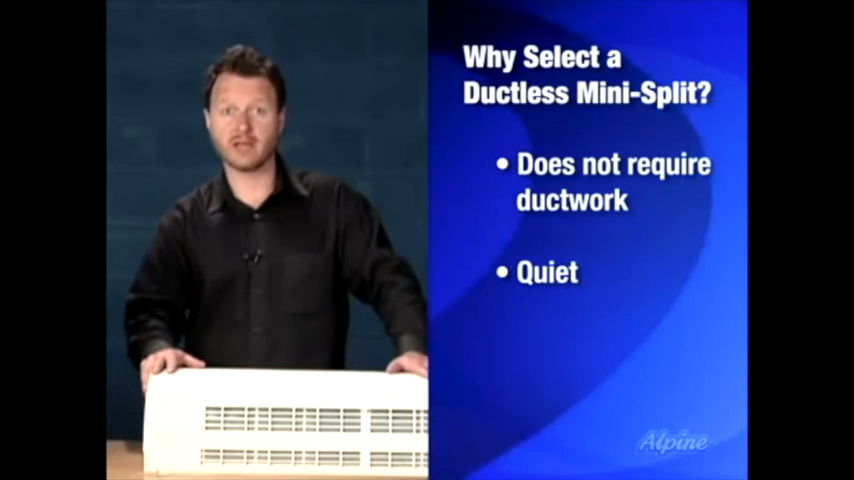 Why Select a
Ductless Mini-Split?
• Does not require
ductwork
• Quiet
Alpine